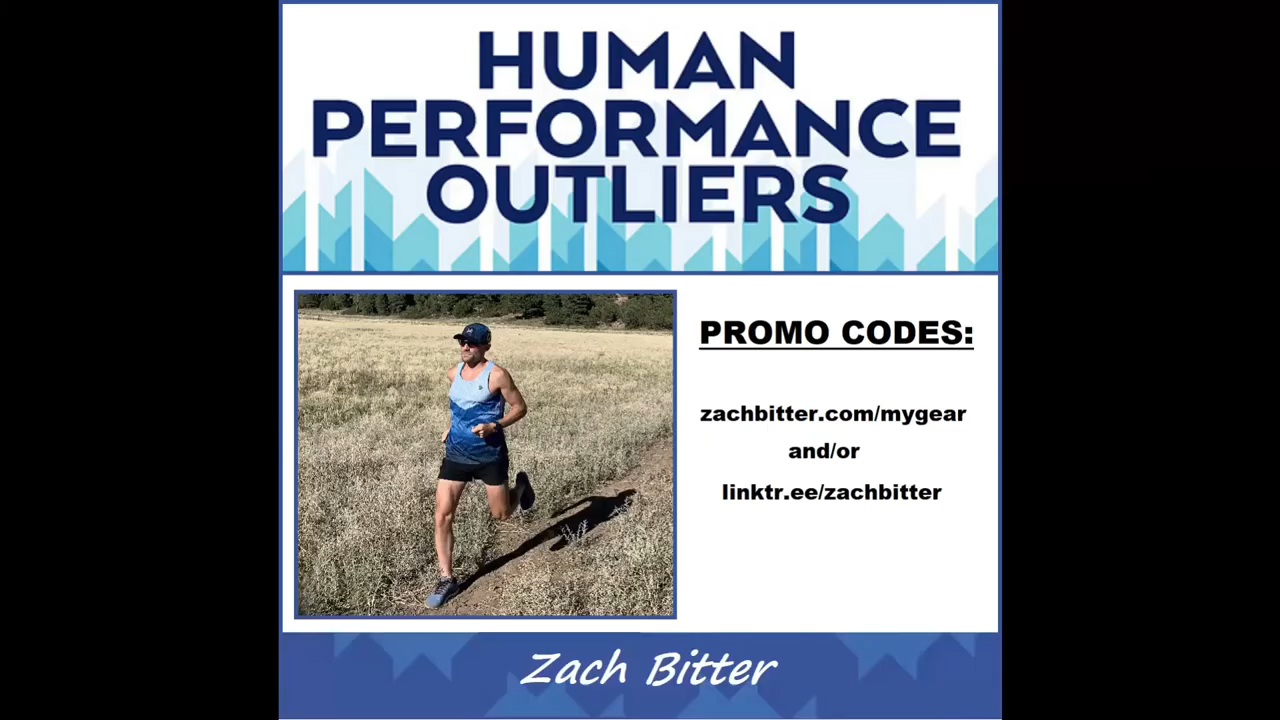 HUMAN
PERFORMANCE
OUTLIERS
PROMO CODES:
zachbitter.com/mygear
and/or
linktr.ee/zachbitter
Zach Bitter